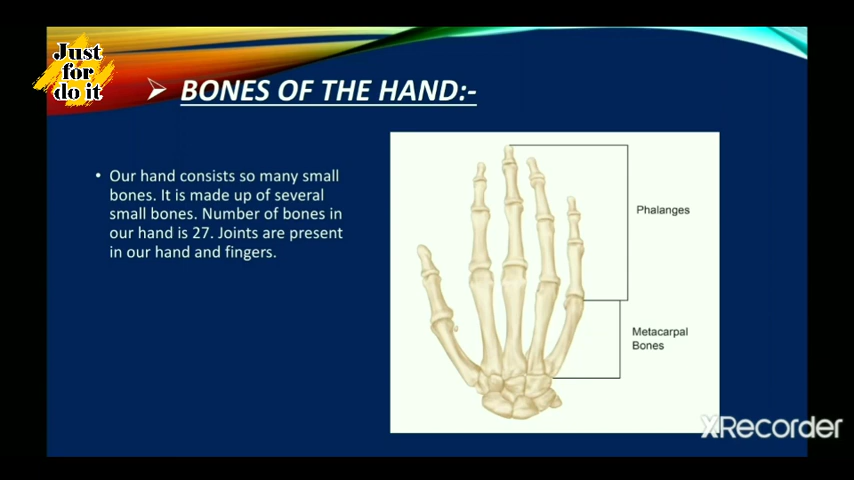 Just
for
do it
BONES OF THE HAND:-
• Our hand consists so many small
bones. It is made up of several
small bones. Number of bones in
our hand is 27. Joints are present
in our hand and fingers.
Phalanges
Metacarpal
Bones
XRecorder